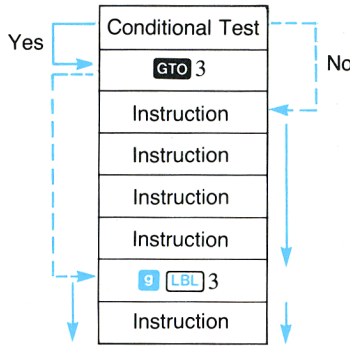 Conditional Test
Yes
GTO 3
No
Instruction
Instruction
Instruction
Instruction
g LBL 3
Instruction